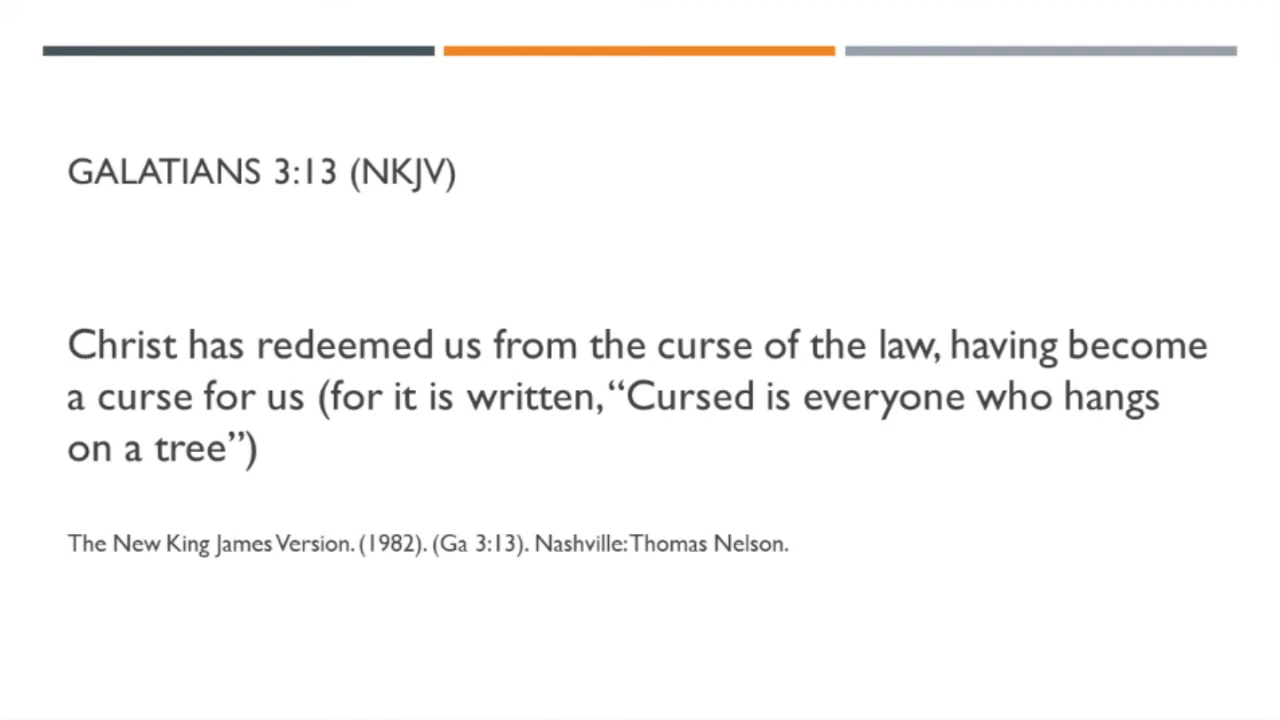 GALATIANS 3:13 (NKJV)
Christ has redeemed us from the curse of the law, having become
a curse for us (for it is written, “Cursed is everyone who hangs
on a tree”)
The New King James Version. (1982). (Ga 3:13). Nashville: Thomas Nelson.